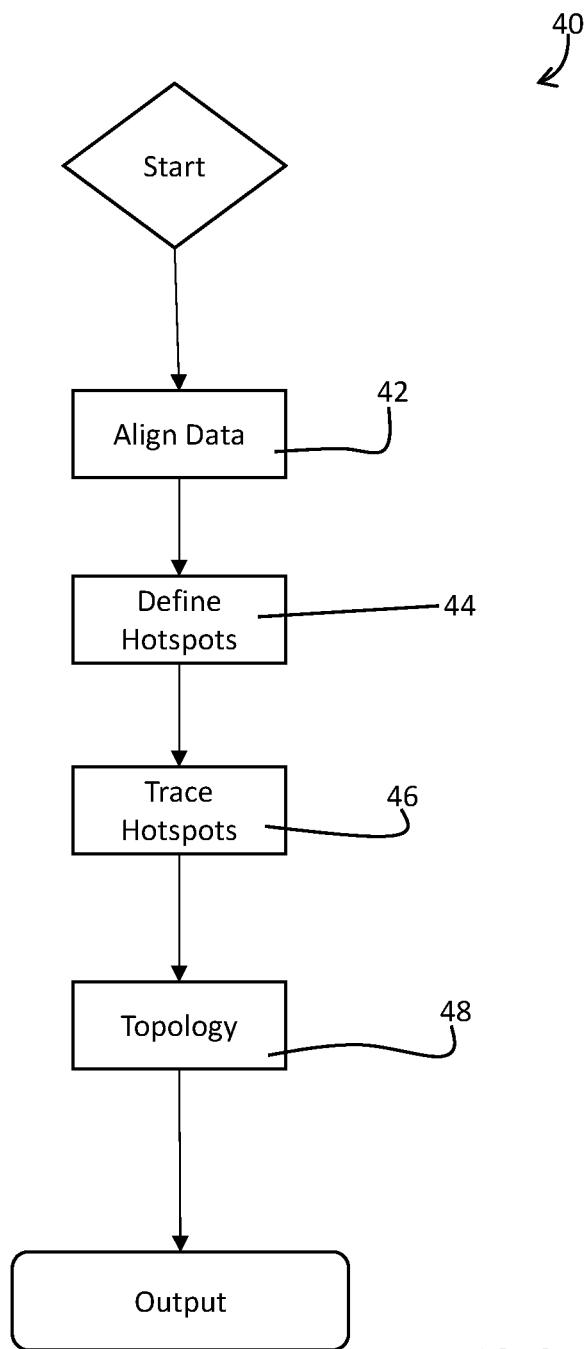 40
Start
42
Align Data
Define
Hotspots
44
Trace
Hotspots
46
48
Topology
Output